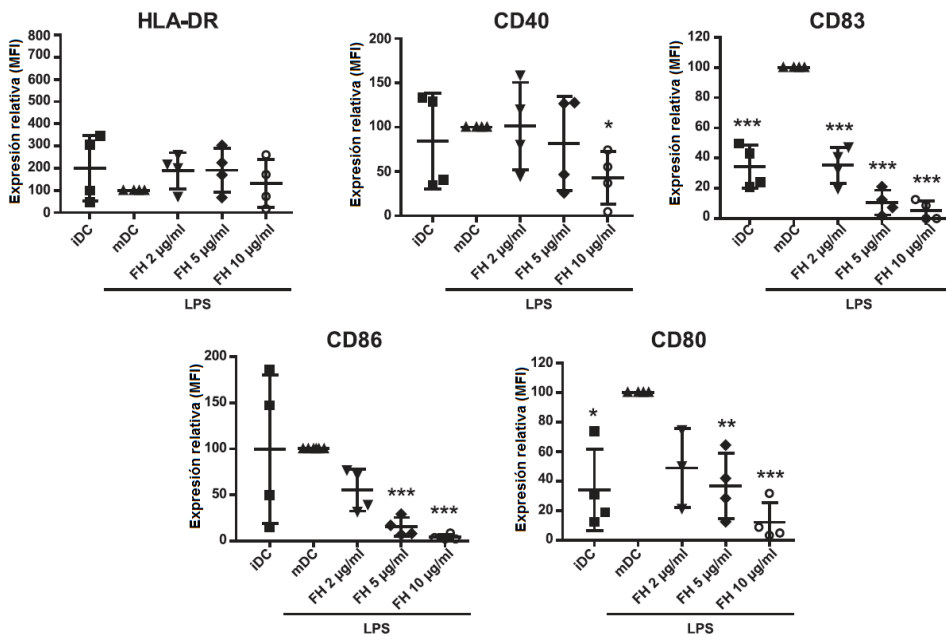 HLA-DR
Expresión relativa (MFI)
800
700
600
500
400
300
200
100
0
iDC
mDC
FH 2 µg/ml
FH 5 µg/ml
FH 10 µg/ml
LPS
CD40
Expresión relativa (MFI)
200
150
100
50
0
*
iDC
mDC
FH 2 µg/ml
FH 5 µg/ml
FH 10 µg/ml
LPS
CD83
Expresión relativa (MFI)
100
80
60
40
20
0
***
***
***
***
iDC
mDC
FH 2 µg/ml
FH 5 µg/ml
FH 10 µg/ml
LPS
CD86
Expresión relativa (MFI)
200
150
100
50
0
***
***
iDC
mDC
FH 2 µg/ml
FH 5 µg/ml
FH 10 µg/ml
LPS
CD80
Expresión relativa (MFI)
120
100
80
60
40
20
0
*
**
***
iDC
mDC
FH 2 µg/ml
FH 5 µg/ml
FH 10 µg/ml
LPS